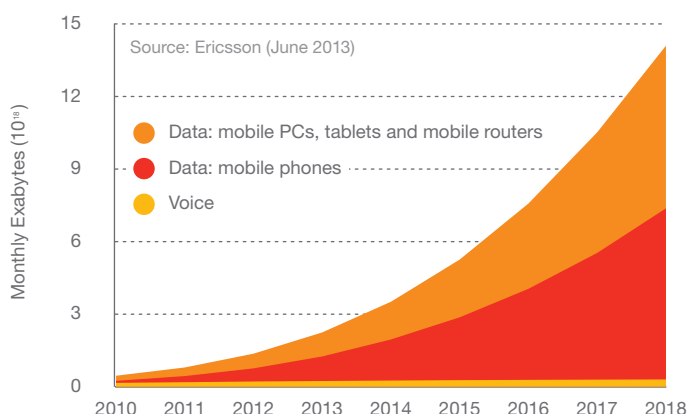 15
Source: Ericsson (June 2013)
12
Data: mobile PCs, tablets and mobile routers
9
Data: mobile phones
Voice
6
3
0
Monthly Exabytes (10¹⁸)
2010 2011 2012 2013 2014 2015 2016 2017 2018